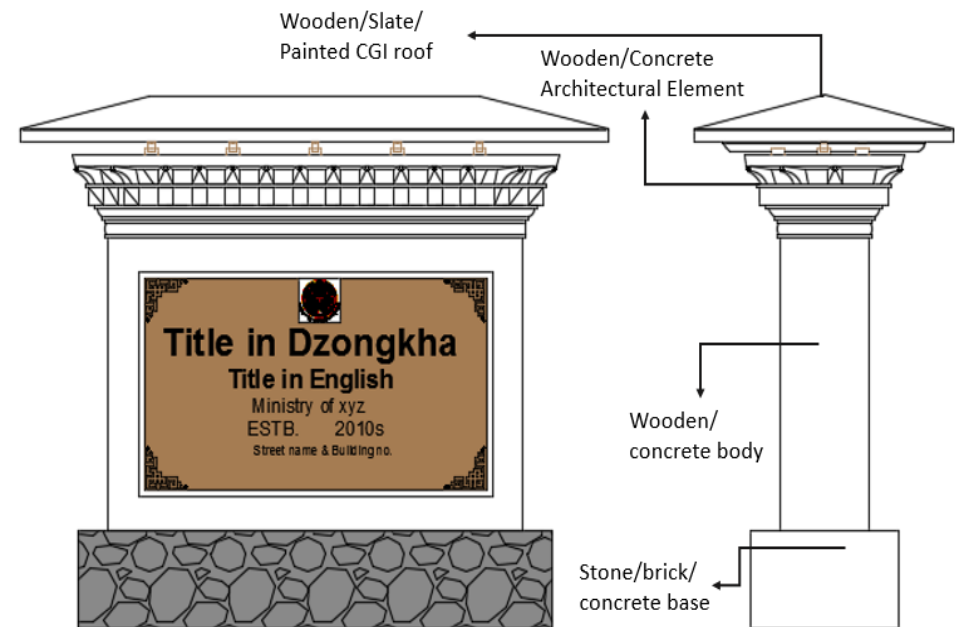 Wooden/Slate/
Painted CGI roof
Wooden/Concrete
Architectural Element
Title in Dzongkha
Title in English
Ministry of xyz
ESTB. 2010s
Street name & Building no.
Wooden/
concrete body
Stone/brick/
concrete base